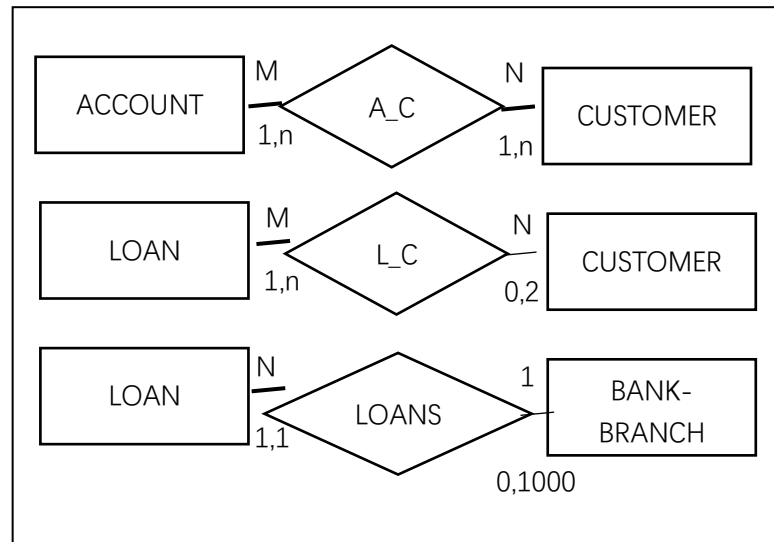 M
N
ACCOUNT
A_C
CUSTOMER
1,n
1,n
M
N
LOAN
L_C
CUSTOMER
1,n
0,2
N
1
LOAN
LOANS
BANK-
BRANCH
1,1
0,1000